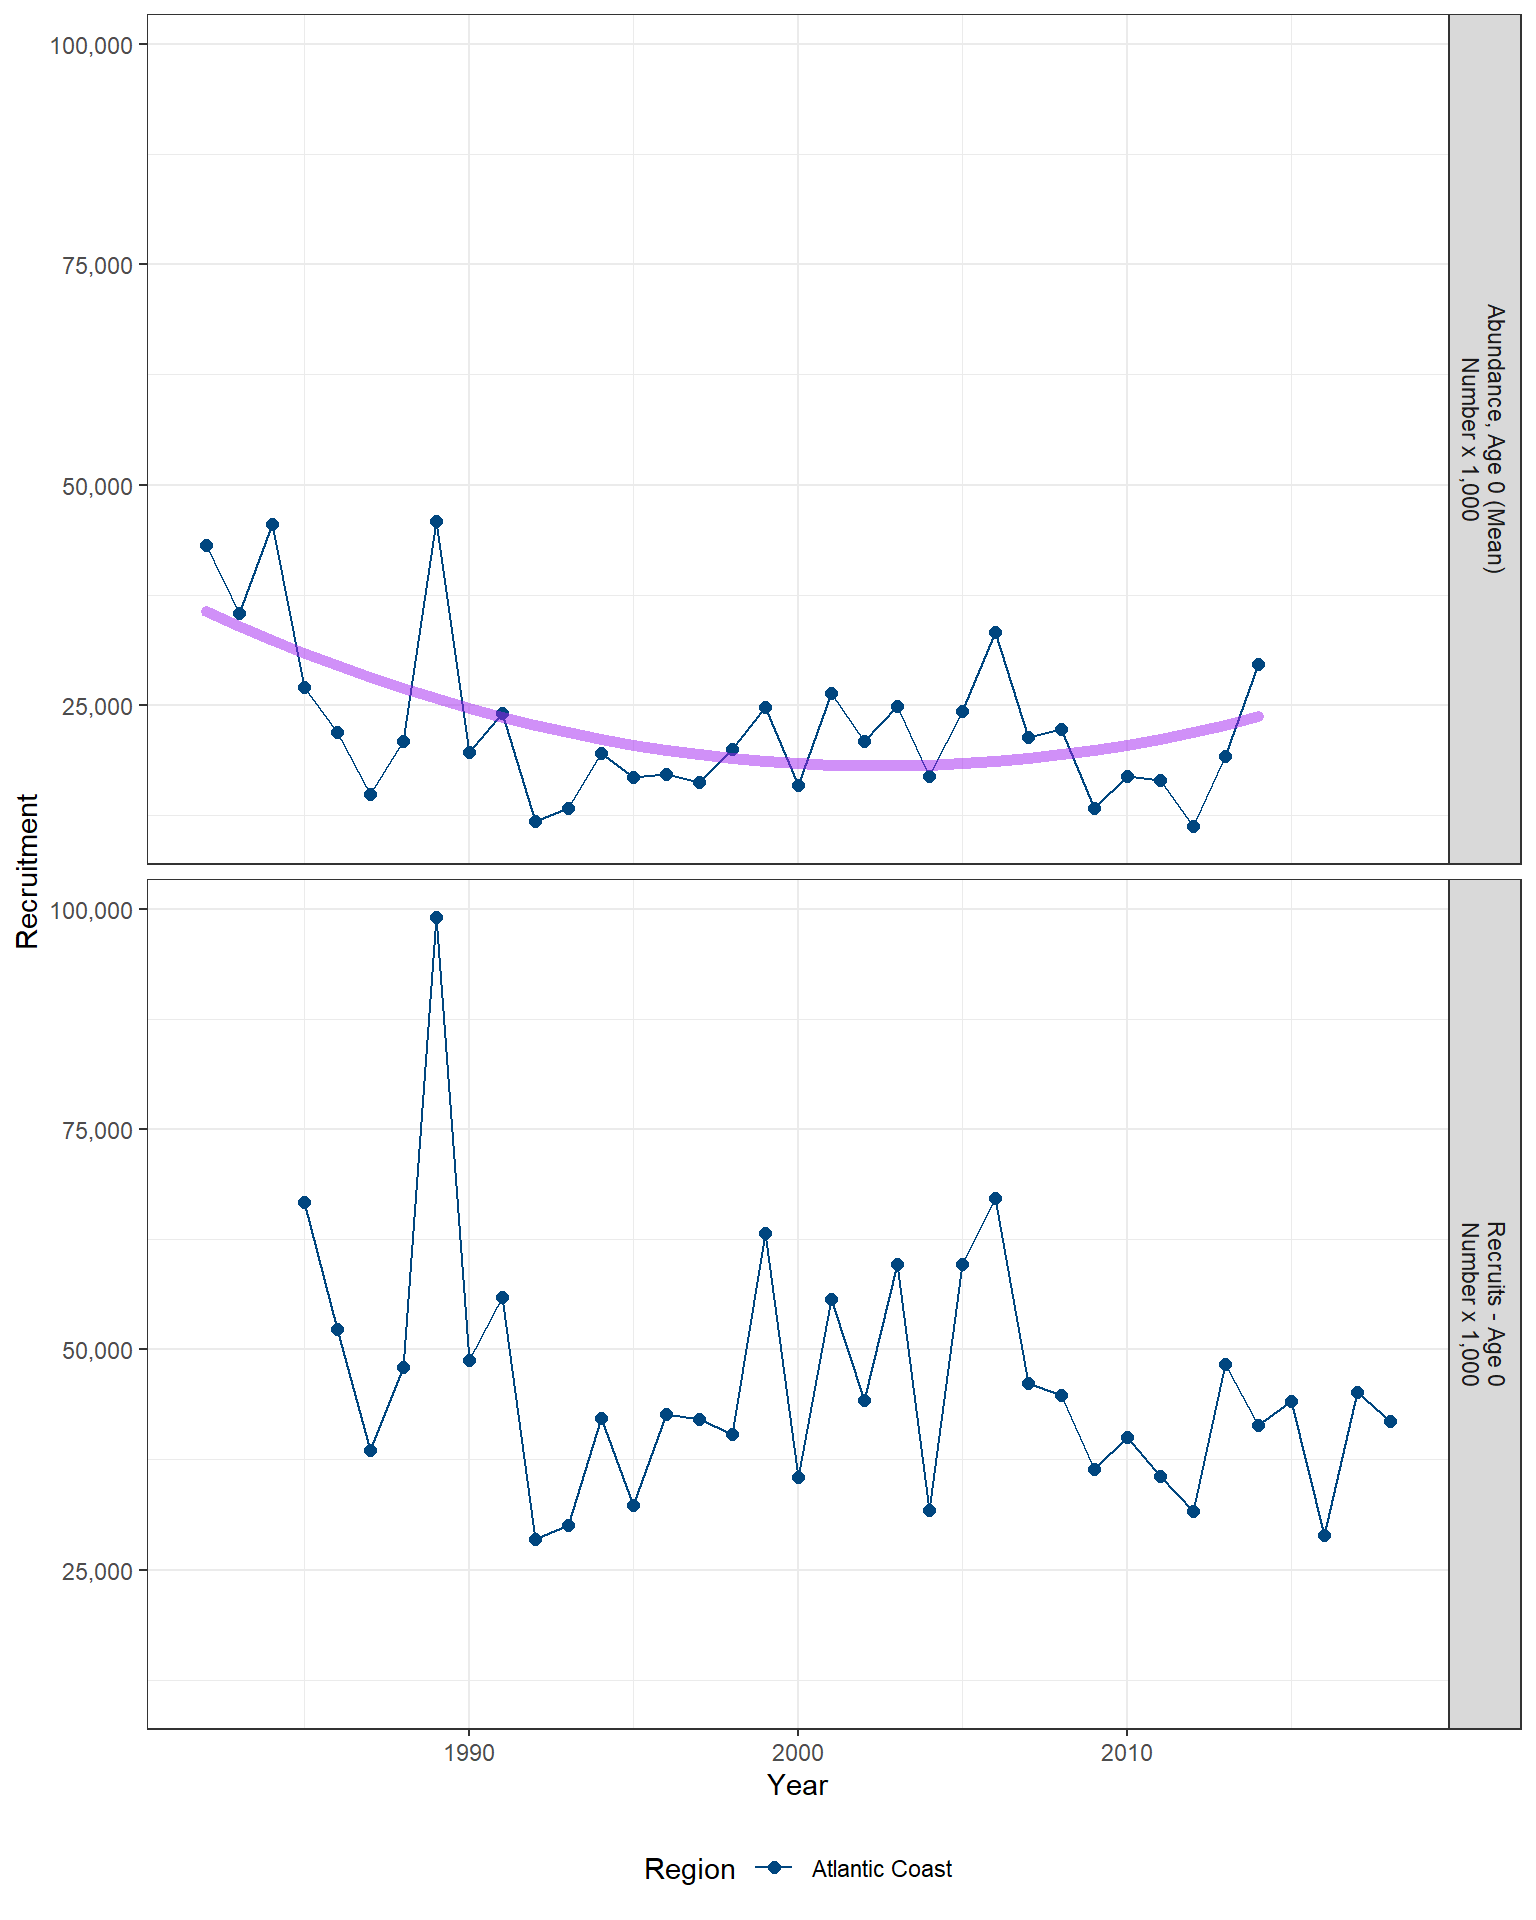 Recruitment
100,000
75,000
50,000
25,000
Abundance, Age 0 (Mean)
Number x 1,000
100,000
75,000
50,000
25,000
Recruits - Age 0
Number x 1,000
1990
2000
2010
Year
Region
Atlantic Coast